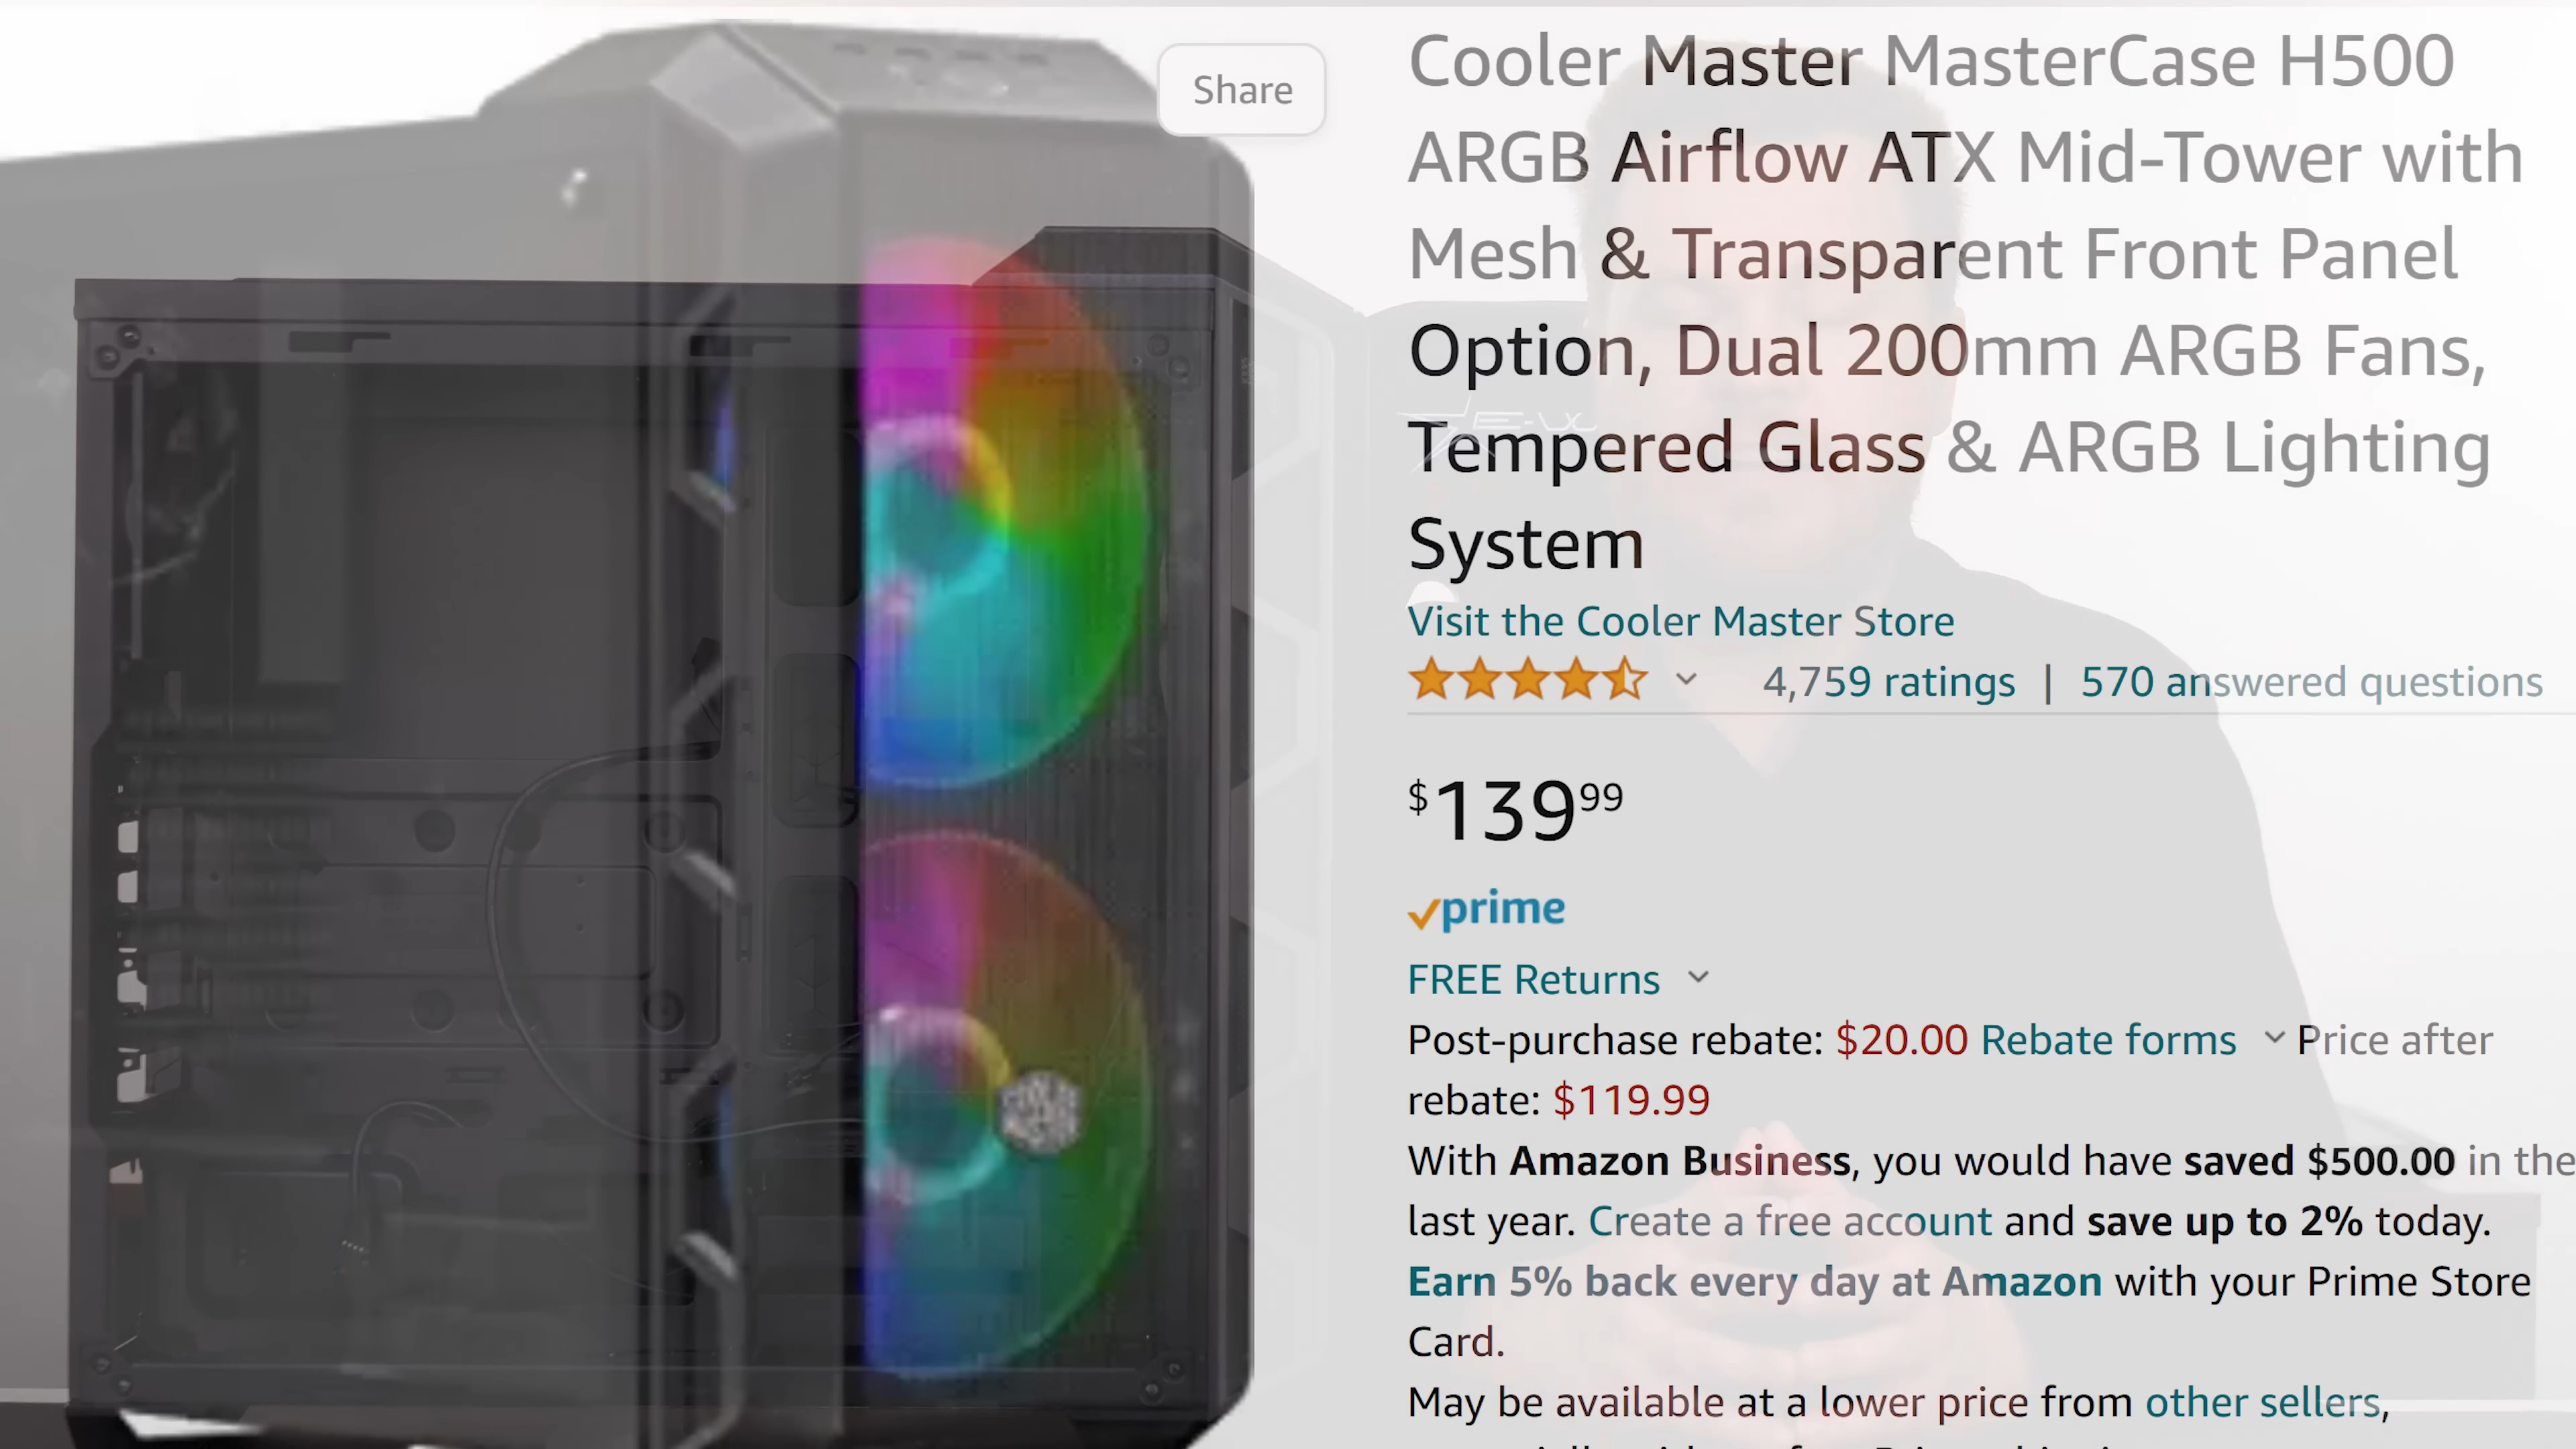 Share
Cooler Master MasterCase H500
ARGB Airflow ATX Mid-Tower with
Mesh & Transparent Front Panel
Option, Dual 200mm ARGB Fans,
Tempered Glass & ARGB Lighting
System
Visit the Cooler Master Store
4,759 ratings | 570 answered questions
$139.99
prime
FREE Returns
Post-purchase rebate: $20.00 Rebate forms Price after
rebate: $119.99
With Amazon Business, you would have saved $500.00 in the
last year. Create a free account and save up to 2% today.
Earn 5% back every day at Amazon with your Prime Store
Card.
May be available at a lower price from other sellers,